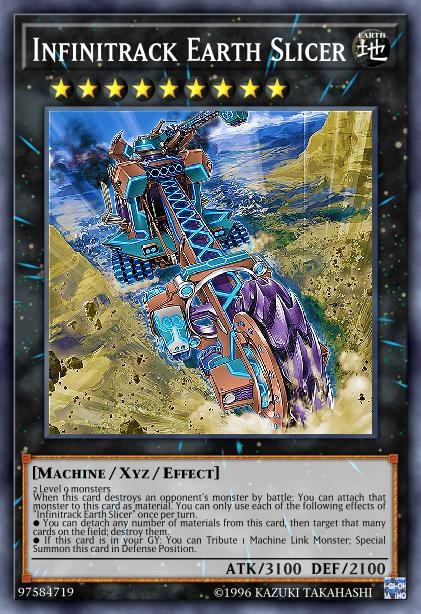 INFINITRACK EARTH SLICER
EARTH
地
[MACHINE / XYZ / EFFECT]
2 Level 9 monsters
When this card destroys an opponent's monster by battle: You can attach that
monster to this card as material. You can only use each of the following effects of
"Infinitrack Earth Slicer" once per turn.
● You can detach any number of materials from this card, then target that many
cards on the field; destroy them.
● If this card is in your GY: You can Tribute 1 Machine Link Monster; Special
Summon this card in Defense Position.
ATK/3100 DEF/2100
97584719
©1996 KAZUKI TAKAHASHI